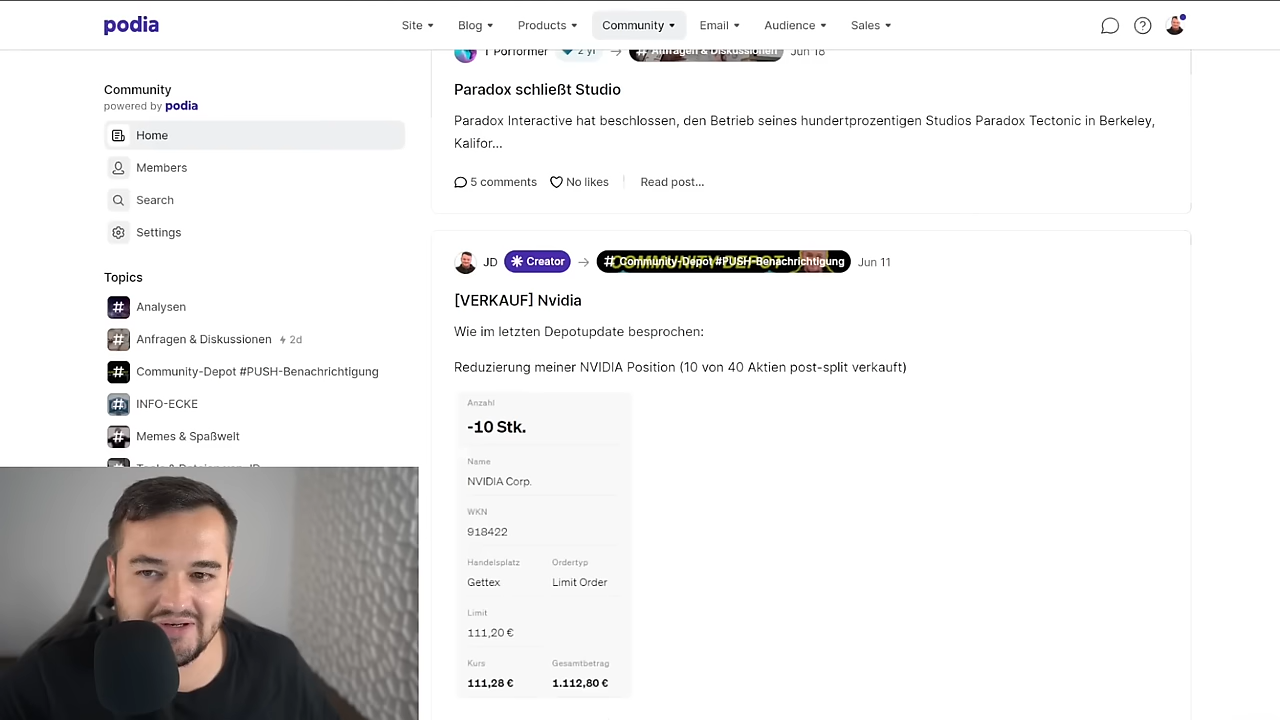 podia
Site
Blog
Products
Community
Email
Audience
Sales
Community
powered by podia
Home
Members
Search
Settings
Topics
# Analysen
# Anfragen & Diskussionen 2d
# Community-Depot #PUSH-Benachrichtigung
# INFO-ECKE
# Memes & Spaßwelt
2 yr → # Anfragen & Diskussionen Jun 18
Paradox schließt Studio
Paradox Interactive hat beschlossen, den Betrieb seines hundertprozentigen Studios Paradox Tectonic in Berkeley,
Kalifor...
5 comments No likes Read post...
JD Creator → # Community-Depot #PUSH-Benachrichtigung Jun 11
[VERKAUF] Nvidia
Wie im letzten Depotupdate besprochen:
Reduzierung meiner NVIDIA Position (10 von 40 Aktien post-split verkauft)
Anzahl
-10 Stk.
Name
NVIDIA Corp.
WKN
918422
Handelsplatz Ordertyp
Gettex Limit Order
Limit
111,20 €
Kurs Gesamtbetrag
111,28 € 1.112,80 €